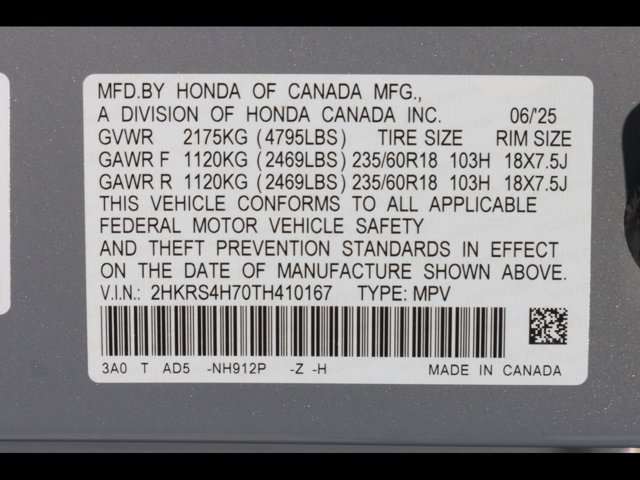 MFD.BY HONDA OF CANADA MFG.,
A DIVISION OF HONDA CANADA INC. 06/'25
GVWR 2175KG (4795LBS) TIRE SIZE RIM SIZE
GAWR F 1120KG (2469LBS) 235/60R18 103H 18X7.5J
GAWR R 1120KG (2469LBS) 235/60R18 103H 18X7.5J
THIS VEHICLE CONFORMS TO ALL APPLICABLE
FEDERAL MOTOR VEHICLE SAFETY
AND THEFT PREVENTION STANDARDS IN EFFECT
ON THE DATE OF MANUFACTURE SHOWN ABOVE.
V.I.N.: 2HKRS4H70TH410167 TYPE: MPV
3A0 T AD5 -NH912P -Z -H MADE IN CANADA